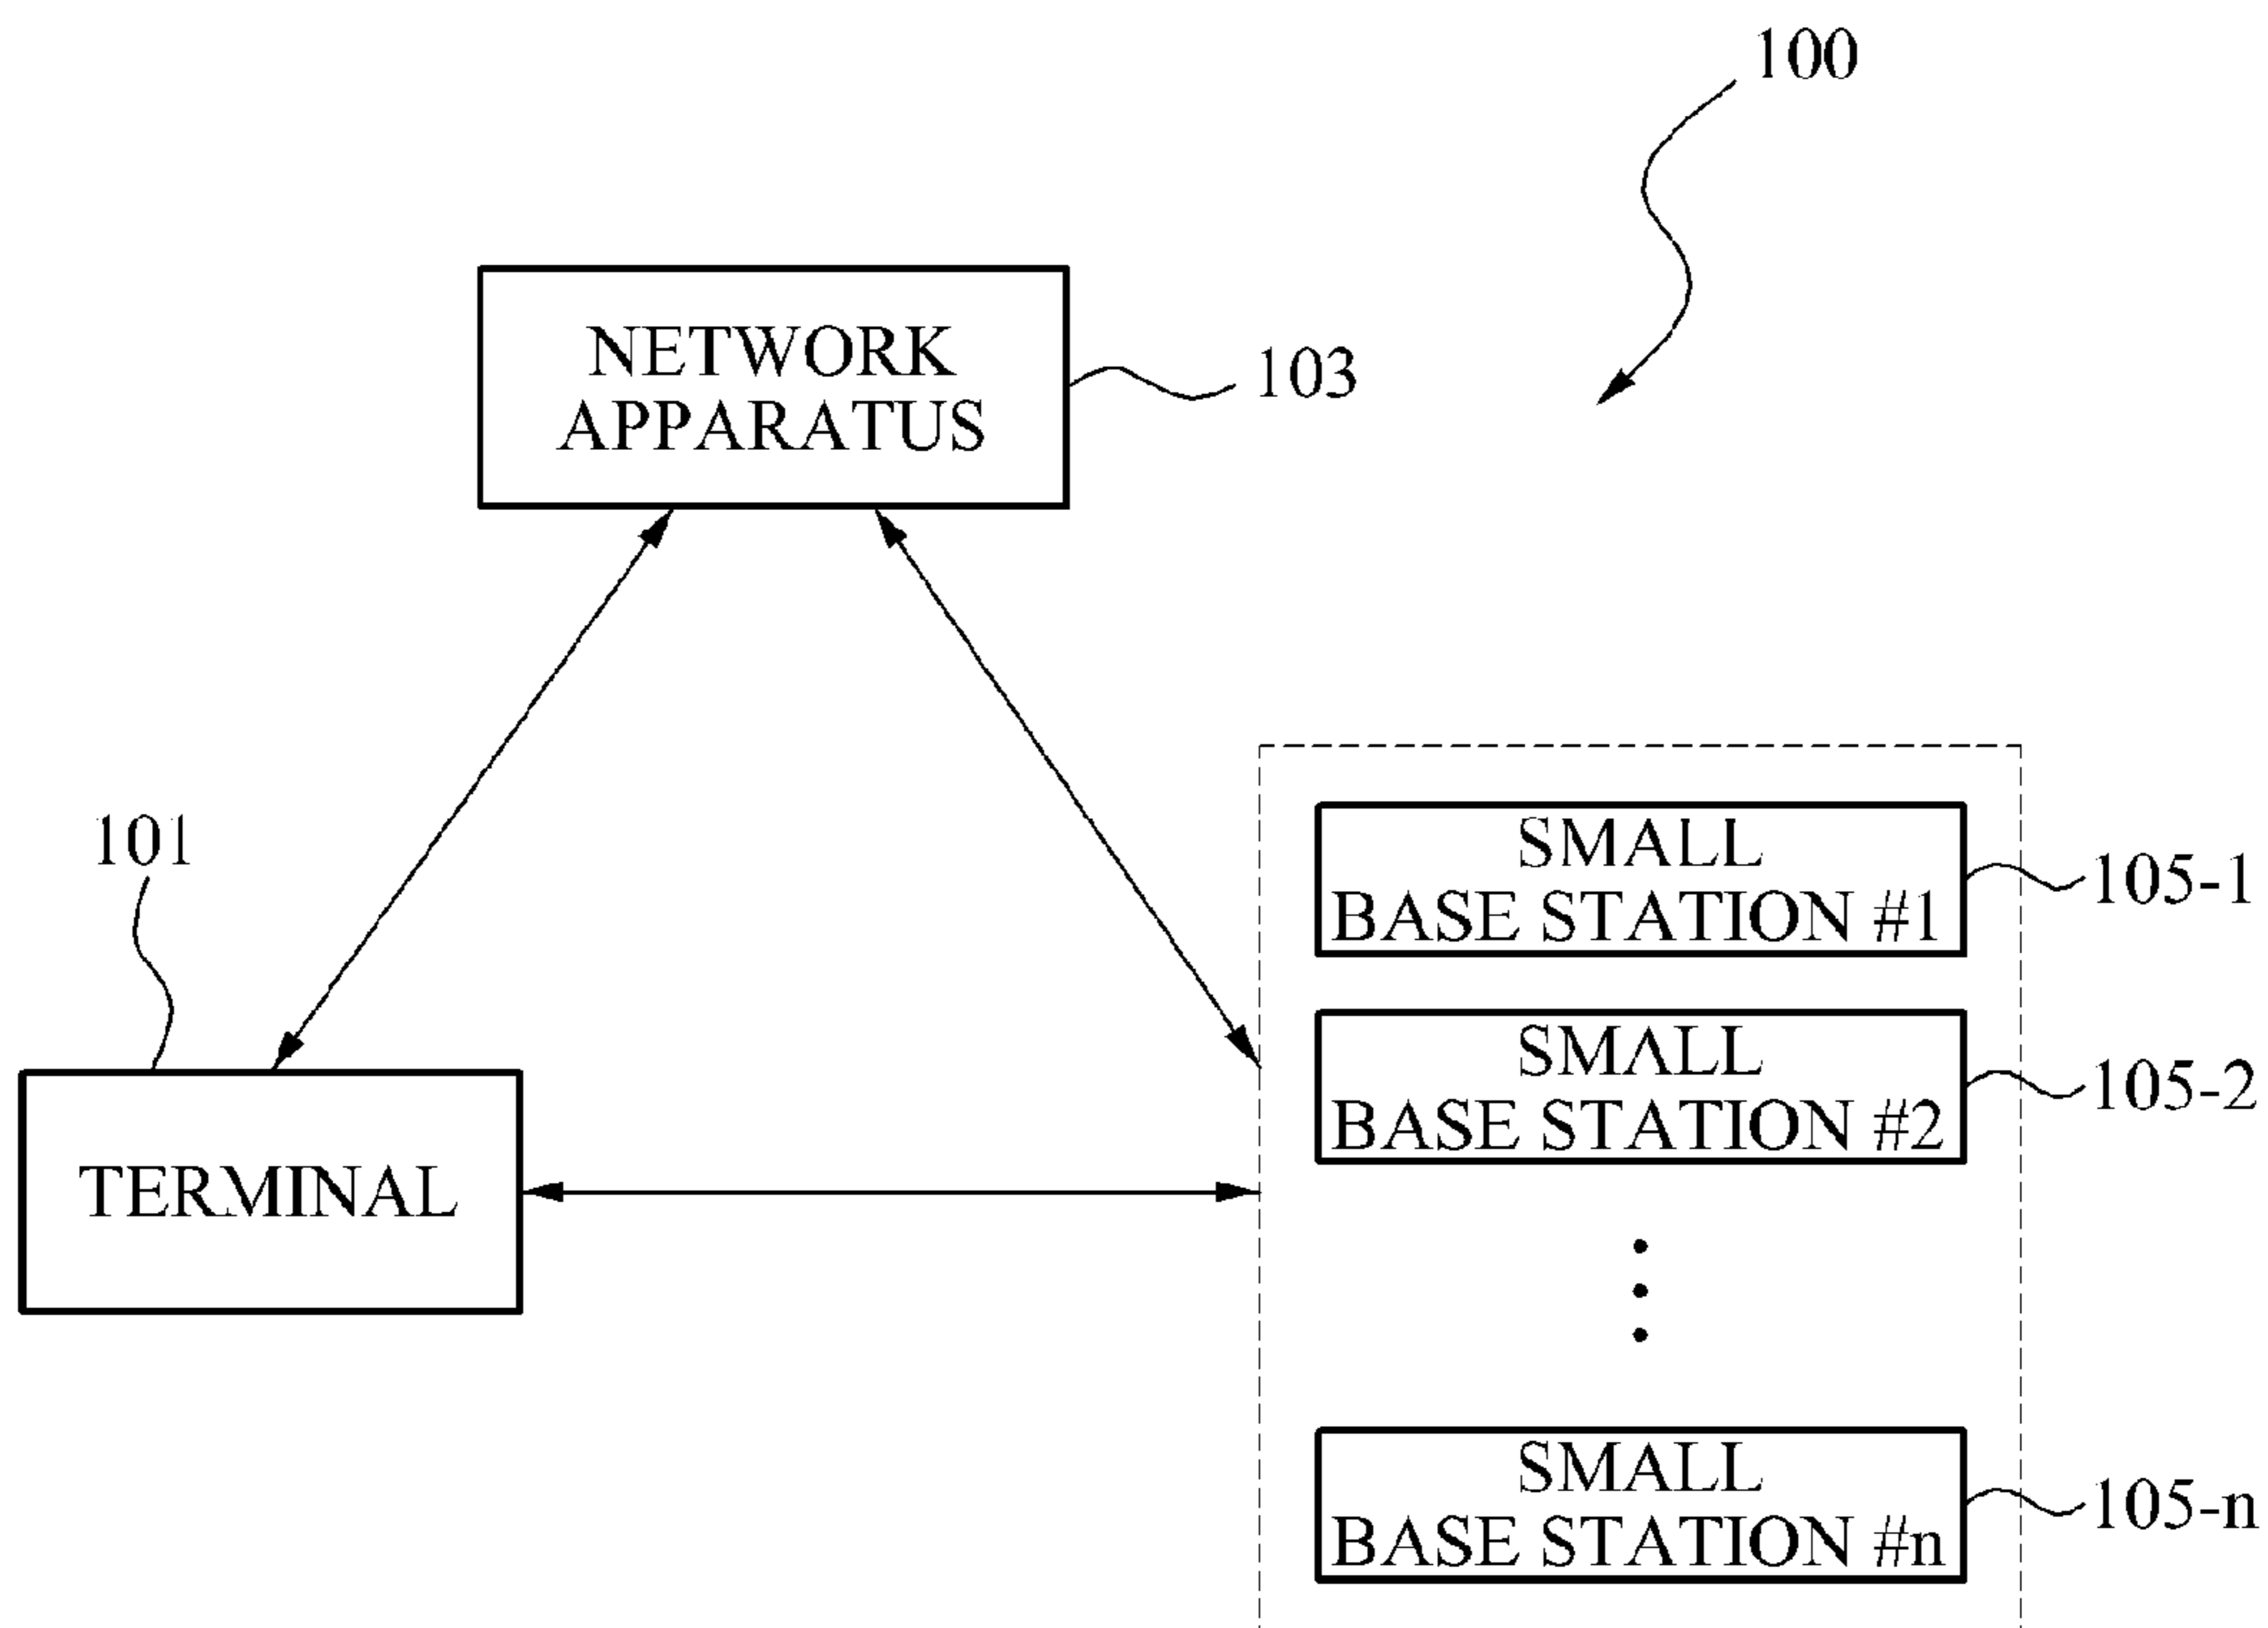 100
NETWORK
APPARATUS
103
101
SMALL
BASE STATION #1
105-1
SMALL
BASE STATION #2
105-2
TERMINAL
SMALL
BASE STATION #n
105-n